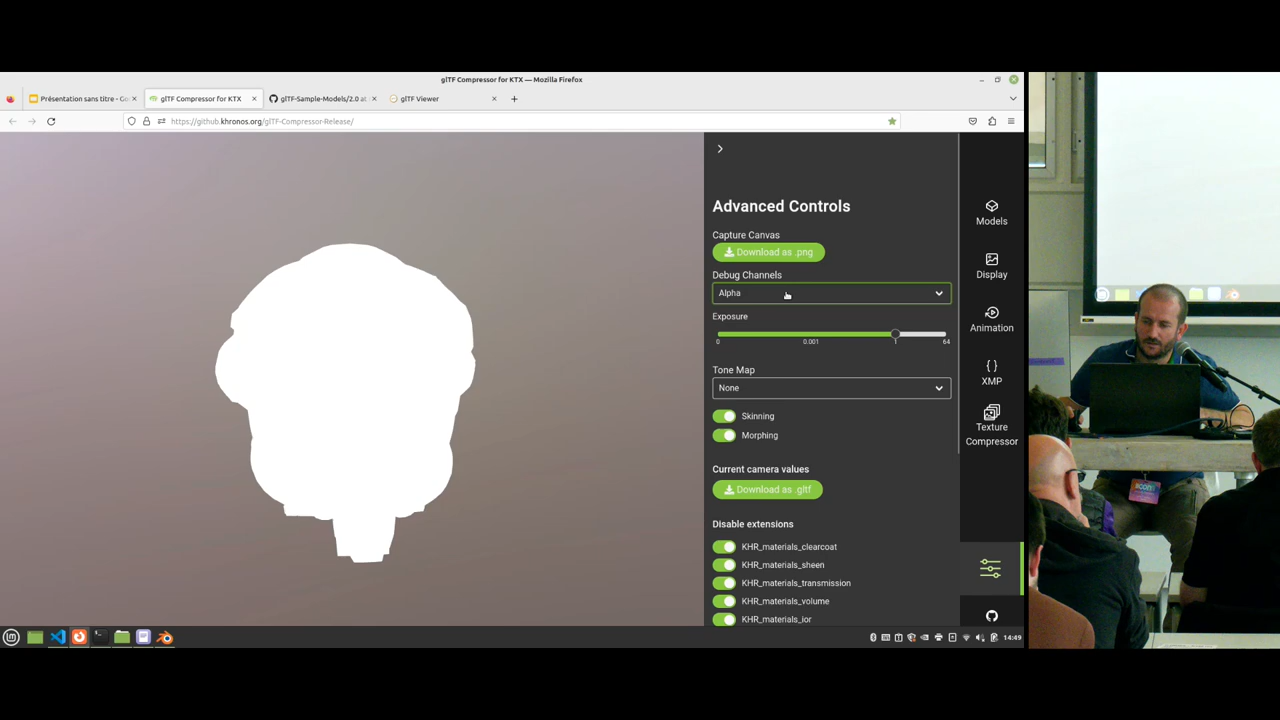 glTF Compressor for KTX — Mozilla Firefox
Présentation sans titre - Go
glTF Compressor for KTX
glTF-Sample-Models/2.0 at
glTF Viewer
https://github.khronos.org/glTF-Compressor-Release/
Advanced Controls
Capture Canvas
Download as .png
Debug Channels
Alpha
Exposure
0
0.001
1
64
Tone Map
None
Skinning
Morphing
Current camera values
Download as .gltf
Disable extensions
KHR_materials_clearcoat
KHR_materials_sheen
KHR_materials_transmission
KHR_materials_volume
KHR_materials_ior
Models
Display
Animation
XMP
Texture
Compressor
14:49